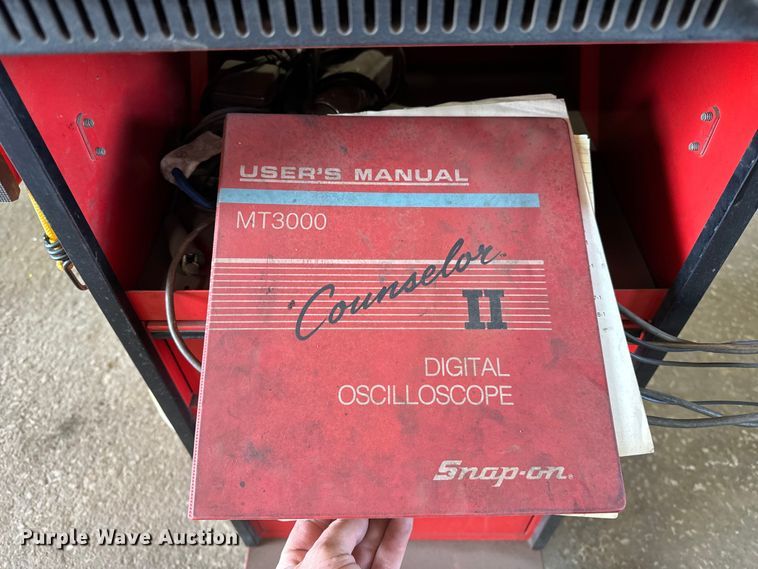 USER'S MANUAL
MT3000
Counselor II
DIGITAL
OSCILLOSCOPE
Snap-on
Purple Wave Auction